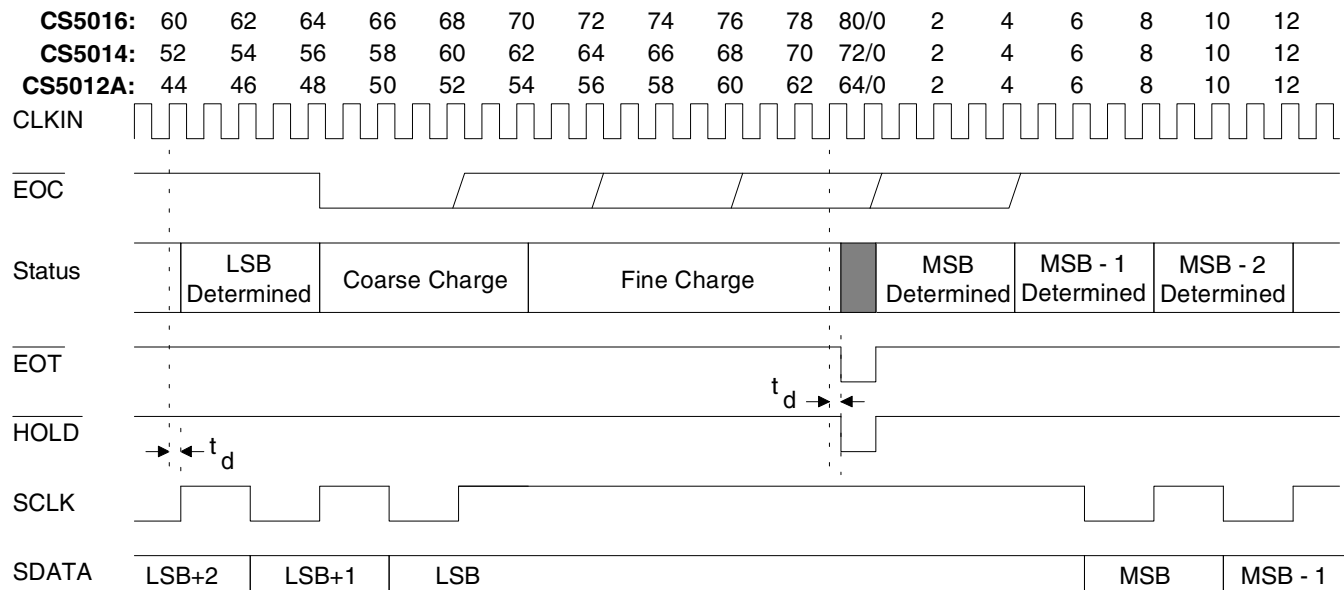 CS5016: 60 62 64 66 68 70 72 74 76 78 80/0 2 4 6 8 10 12
CS5014: 52 54 56 58 60 62 64 66 68 70 72/0 2 4 6 8 10 12
CS5012A: 44 46 48 50 52 54 56 58 60 62 64/0 2 4 6 8 10 12
CLKIN
EOC
Status
LSB Determined
Coarse Charge
Fine Charge
MSB Determined
MSB - 1 Determined
MSB - 2 Determined
EOT
td
HOLD
td
SCLK
SDATA LSB+2 LSB+1 LSB MSB MSB - 1